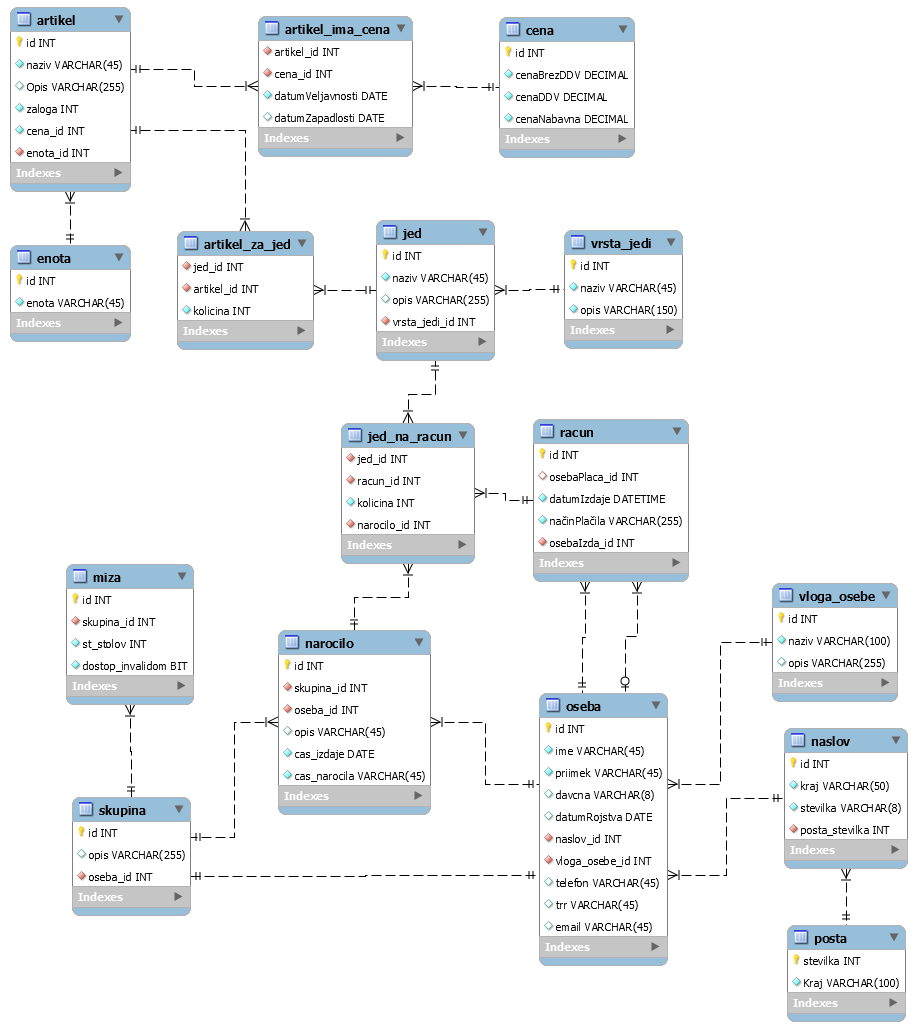 artikel
id INT
naziv VARCHAR(45)
Opis VARCHAR(255)
zaloga INT
cena_id INT
enota_id INT
Indexes
artikel_ima_cena
artikel_id INT
cena_id INT
datumVeljavnosti DATE
datumZapadlosti DATE
Indexes
cena
id INT
cenaBrezDDV DECIMAL
cenaDDV DECIMAL
cenaNabavna DECIMAL
Indexes
enota
id INT
enota VARCHAR(45)
Indexes
artikel_za_jed
jed_id INT
artikel_id INT
kolicina INT
Indexes
jed
id INT
naziv VARCHAR(45)
opis VARCHAR(255)
vrsta_jedi_id INT
Indexes
vrsta_jedi
id INT
naziv VARCHAR(45)
opis VARCHAR(150)
Indexes
jed_na_racun
jed_id INT
racun_id INT
kolicina INT
narocilo_id INT
Indexes
racun
id INT
osebaPlaca_id INT
datumIzdaje DATETIME
načinPlačila VARCHAR(255)
osebaIzda_id INT
Indexes
miza
id INT
skupina_id INT
st_stolov INT
dostop_invalidom BIT
Indexes
narocilo
id INT
skupina_id INT
oseba_id INT
opis VARCHAR(45)
cas_izdaje DATE
cas_narocila VARCHAR(45)
Indexes
vloga_osebe
id INT
naziv VARCHAR(100)
opis VARCHAR(255)
Indexes
oseba
id INT
ime VARCHAR(45)
priimek VARCHAR(45)
davcna VARCHAR(8)
datumRojstva DATE
naslov_id INT
vloga_osebe_id INT
telefon VARCHAR(45)
trr VARCHAR(45)
email VARCHAR(45)
Indexes
naslov
id INT
kraj VARCHAR(50)
stevilka VARCHAR(8)
posta_stevilka INT
Indexes
skupina
id INT
opis VARCHAR(255)
oseba_id INT
Indexes
posta
stevilka INT
Kraj VARCHAR(100)
Indexes